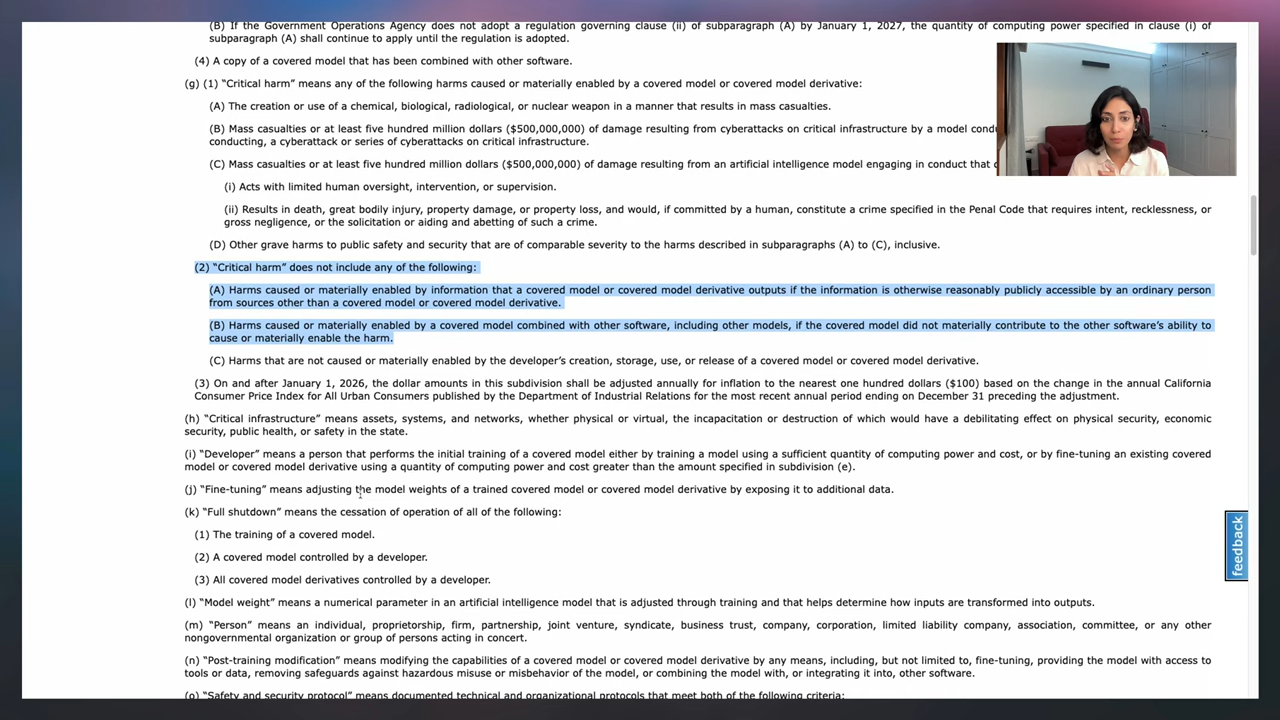 (B) If the Government Operations Agency does not adopt a regulation governing clause (ii) of subparagraph (A) by January 1, 2027, the quantity of computing power specified in clause (i) of
subparagraph (A) shall continue to apply until the regulation is adopted.
(4) A copy of a covered model that has been combined with other software.
(g) (1) “Critical harm” means any of the following harms caused or materially enabled by a covered model or covered model derivative:
(A) The creation or use of a chemical, biological, radiological, or nuclear weapon in a manner that results in mass casualties.
(B) Mass casualties or at least five hundred million dollars ($500,000,000) of damage resulting from cyberattacks on critical infrastructure by a model
conducting, a cyberattack or series of cyberattacks on critical infrastructure.
(C) Mass casualties or at least five hundred million dollars ($500,000,000) of damage resulting from an artificial intelligence model engaging in conduct that
(i) Acts with limited human oversight, intervention, or supervision.
(ii) Results in death, great bodily injury, property damage, or property loss, and would, if committed by a human, constitute a crime specified in the Penal Code that requires intent, recklessness, or
gross negligence, or the solicitation or aiding and abetting of such a crime.
(D) Other grave harms to public safety and security that are of comparable severity to the harms described in subparagraphs (A) to (C), inclusive.
(2) “Critical harm” does not include any of the following:
(A) Harms caused or materially enabled by information that a covered model or covered model derivative outputs if the information is otherwise reasonably publicly accessible by an ordinary person
from sources other than a covered model or covered model derivative.
(B) Harms caused or materially enabled by a covered model combined with other software, including other models, if the covered model did not materially contribute to the other software’s ability to
cause or materially enable the harm.
(C) Harms that are not caused or materially enabled by the developer’s creation, storage, use, or release of a covered model or covered model derivative.
(3) On and after January 1, 2026, the dollar amounts in this subdivision shall be adjusted annually for inflation to the nearest one hundred dollars ($100) based on the change in the annual California
Consumer Price Index for All Urban Consumers published by the Department of Industrial Relations for the most recent annual period ending on December 31 preceding the adjustment.
(h) “Critical infrastructure” means assets, systems, and networks, whether physical or virtual, the incapacitation or destruction of which would have a debilitating effect on physical security, economic
security, public health, or safety in the state.
(i) “Developer” means a person that performs the initial training of a covered model either by training a model using a sufficient quantity of computing power and cost, or by fine-tuning an existing covered
model or covered model derivative using a quantity of computing power and cost greater than the amount specified in subdivision (e).
(j) “Fine-tuning” means adjusting the model weights of a trained covered model or covered model derivative by exposing it to additional data.
(k) “Full shutdown” means the cessation of operation of all of the following:
(1) The training of a covered model.
(2) A covered model controlled by a developer.
(3) All covered model derivatives controlled by a developer.
(l) “Model weight” means a numerical parameter in an artificial intelligence model that is adjusted through training and that helps determine how inputs are transformed into outputs.
(m) “Person” means an individual, proprietorship, firm, partnership, joint venture, syndicate, business trust, company, corporation, limited liability company, association, committee, or any other
nongovernmental organization or group of persons acting in concert.
(n) “Post-training modification” means modifying the capabilities of a covered model or covered model derivative by any means, including, but not limited to, fine-tuning, providing the model with access to
tools or data, removing safeguards against hazardous misuse or misbehavior of the model, or combining the model with, or integrating it into, other software.
(o) “Safety and security protocol” means documented technical and organizational protocols that meet both of the following criteria:
feedback